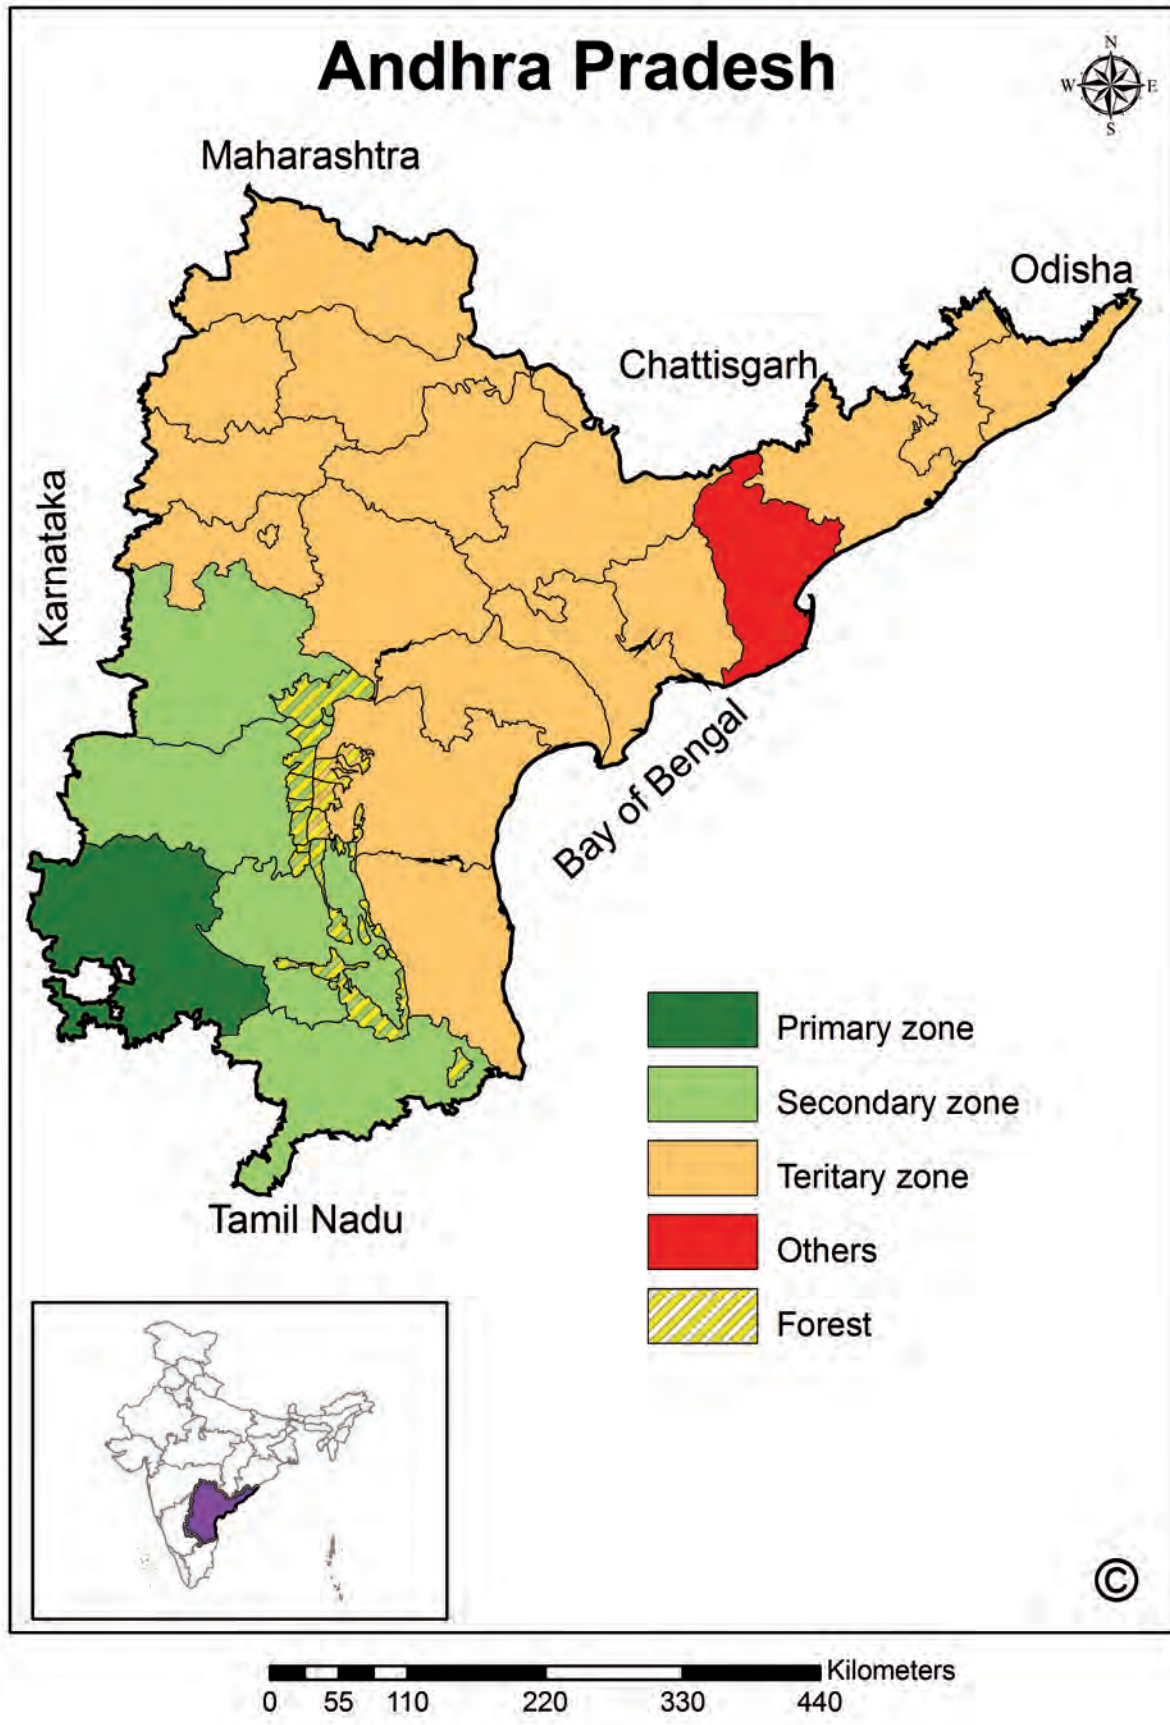 Andhra Pradesh
N
W
E
S
Maharashtra
Odisha
Chattisgarh
Karnataka
Bay of Bengal
Primary zone
Secondary zone
Teritary zone
Tamil Nadu
Others
Forest
©
Kilometers
0 55 110 220 330 440